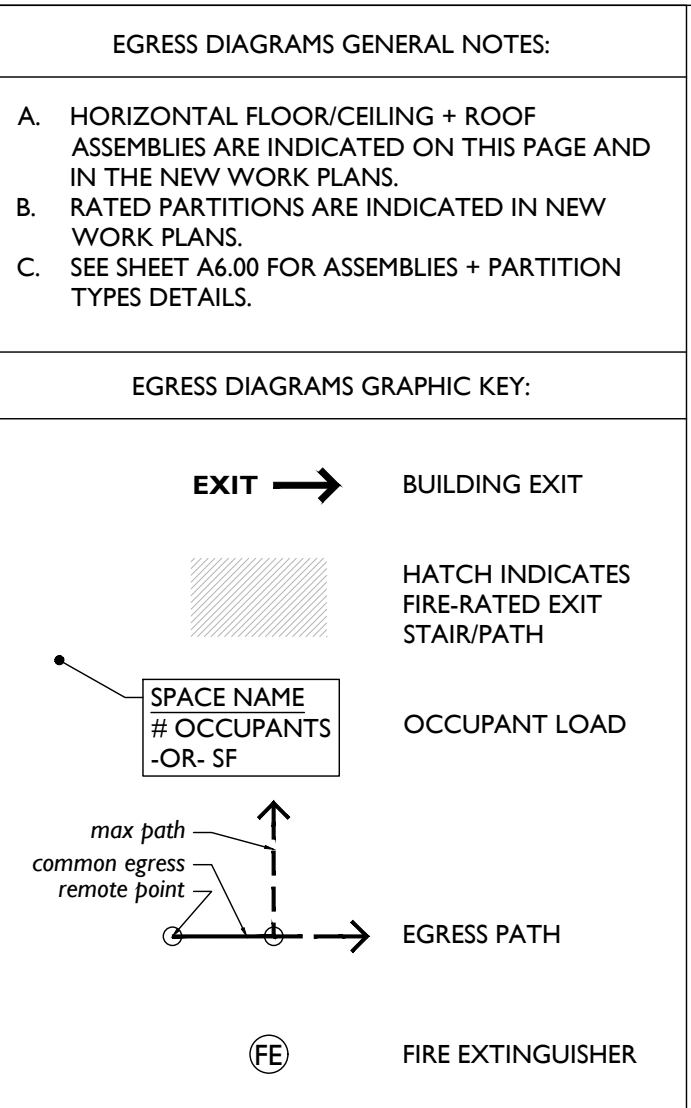 EGRESS DIAGRAMS GENERAL NOTES:
A. HORIZONTAL FLOOR/CEILING + ROOF
ASSEMBLIES ARE INDICATED ON THIS PAGE AND
IN THE NEW WORK PLANS.
B. RATED PARTITIONS ARE INDICATED IN NEW
WORK PLANS.
C. SEE SHEET A6.00 FOR ASSEMBLIES + PARTITION
TYPES DETAILS.
EGRESS DIAGRAMS GRAPHIC KEY:
EXIT BUILDING EXIT
HATCH INDICATES
FIRE-RATED EXIT
STAIR/PATH
SPACE NAME
# OCCUPANTS
-OR- SF
OCCUPANT LOAD
max path
common egress
remote point
EGRESS PATH
FE FIRE EXTINGUISHER